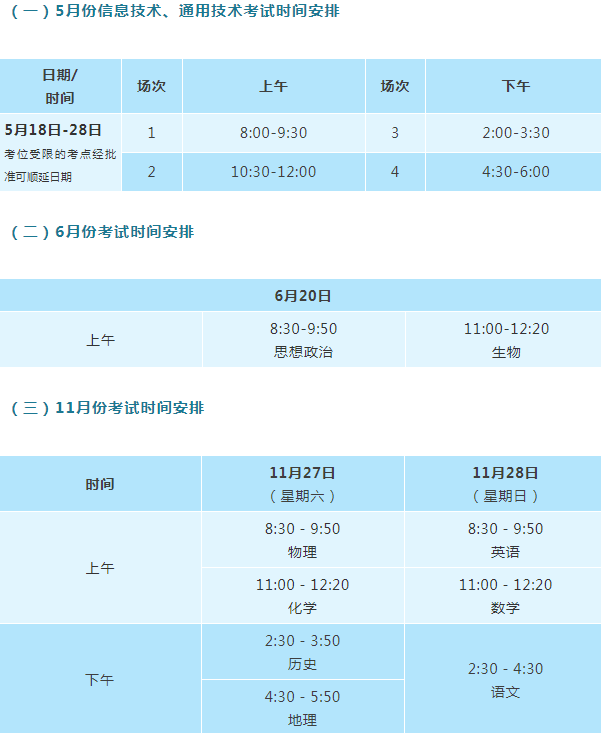 （一）5月份信息技术、通用技术考试时间安排
日期/
时间
场次
上午
场次
下午
5月18日-28日
考位受限的考点经批
准可顺延日期
1
8:00-9:30
3
2:00-3:30
2
10:30-12:00
4
4:30-6:00
（二）6月份考试时间安排
6月20日
上午
8:30-9:50
思想政治
11:00-12:20
生物
（三）11月份考试时间安排
时间
11月27日
（星期六）
11月28日
（星期日）
上午
8:30 - 9:50
物理
8:30 - 9:50
英语
11:00 - 12:20
化学
11:00 - 12:20
数学
下午
2:30 - 3:50
历史
2:30 - 4:30
语文
4:30 - 5:50
地理